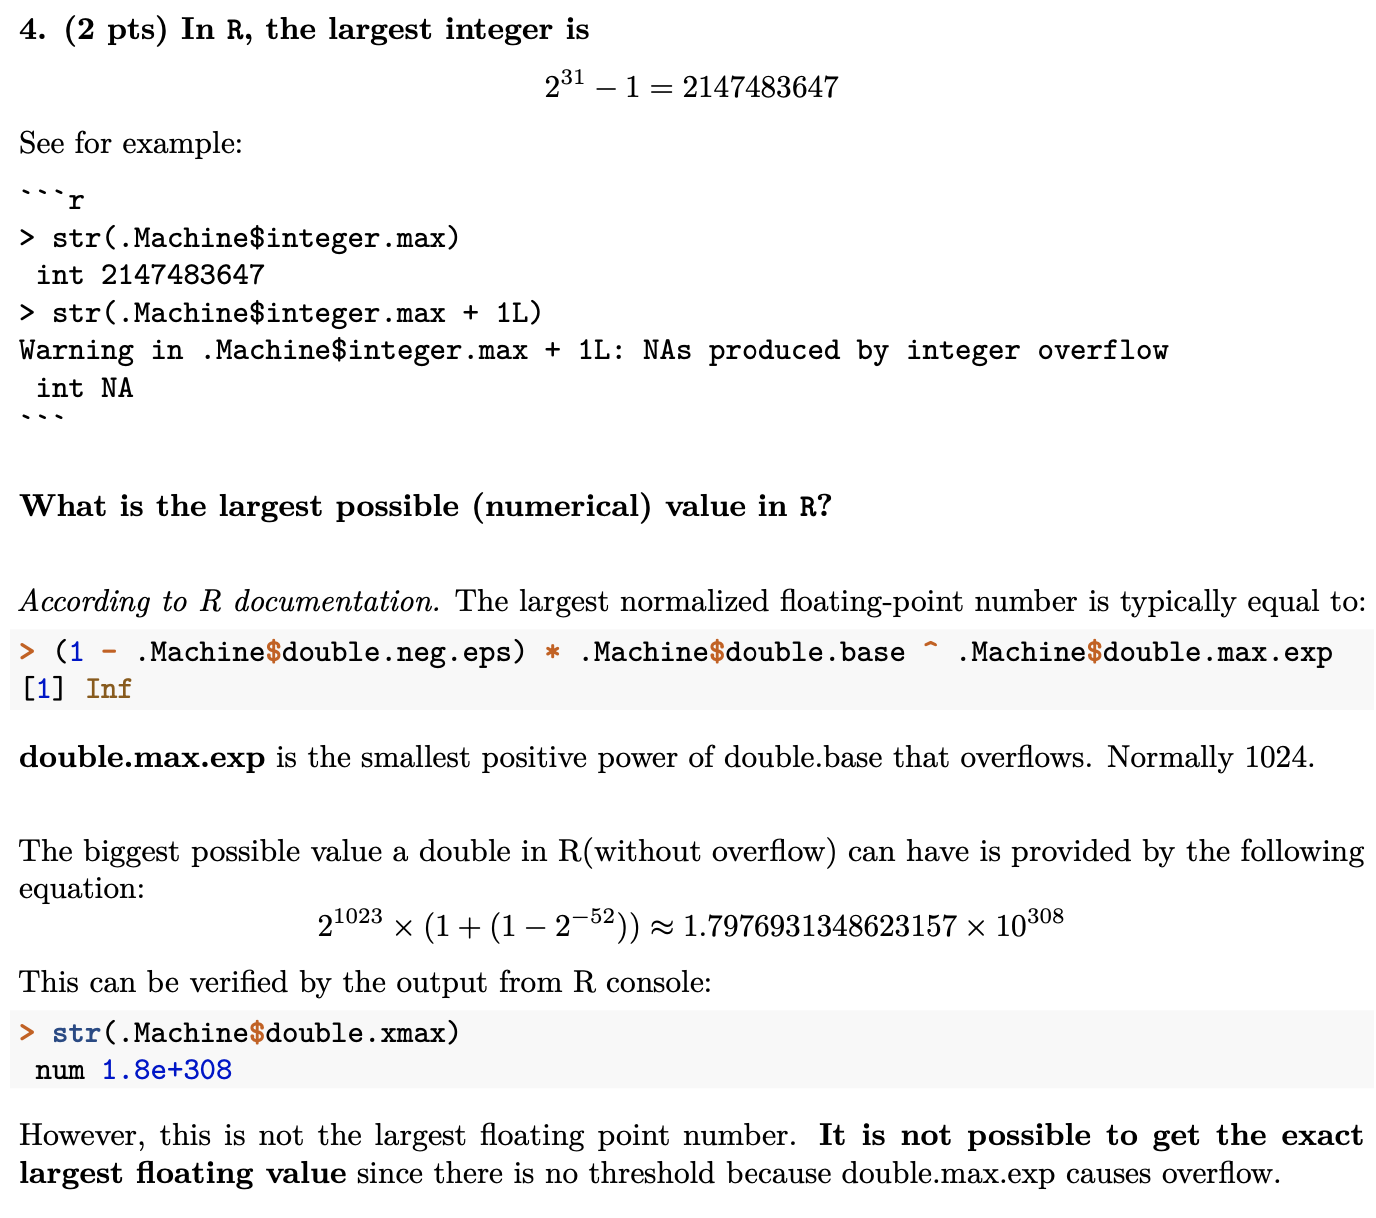 4. (2 pts) In R, the largest integer is
2^31 − 1 = 2147483647
See for example:
```r
> str(.Machine$integer.max)
int 2147483647
> str(.Machine$integer.max + 1L)
Warning in .Machine$integer.max + 1L: NAs produced by integer overflow
int NA
```
What is the largest possible (numerical) value in R?
According to R documentation. The largest normalized floating-point number is typically equal to:
> (1 - .Machine$double.neg.eps) * .Machine$double.base ^ .Machine$double.max.exp
[1] Inf
double.max.exp is the smallest positive power of double.base that overflows. Normally 1024.
The biggest possible value a double in R(without overflow) can have is provided by the following
equation:
2^1023 × (1 + (1 − 2^−52)) ≈ 1.7976931348623157 × 10^308
This can be verified by the output from R console:
> str(.Machine$double.xmax)
num 1.8e+308
However, this is not the largest floating point number. It is not possible to get the exact
largest floating value since there is no threshold because double.max.exp causes overflow.